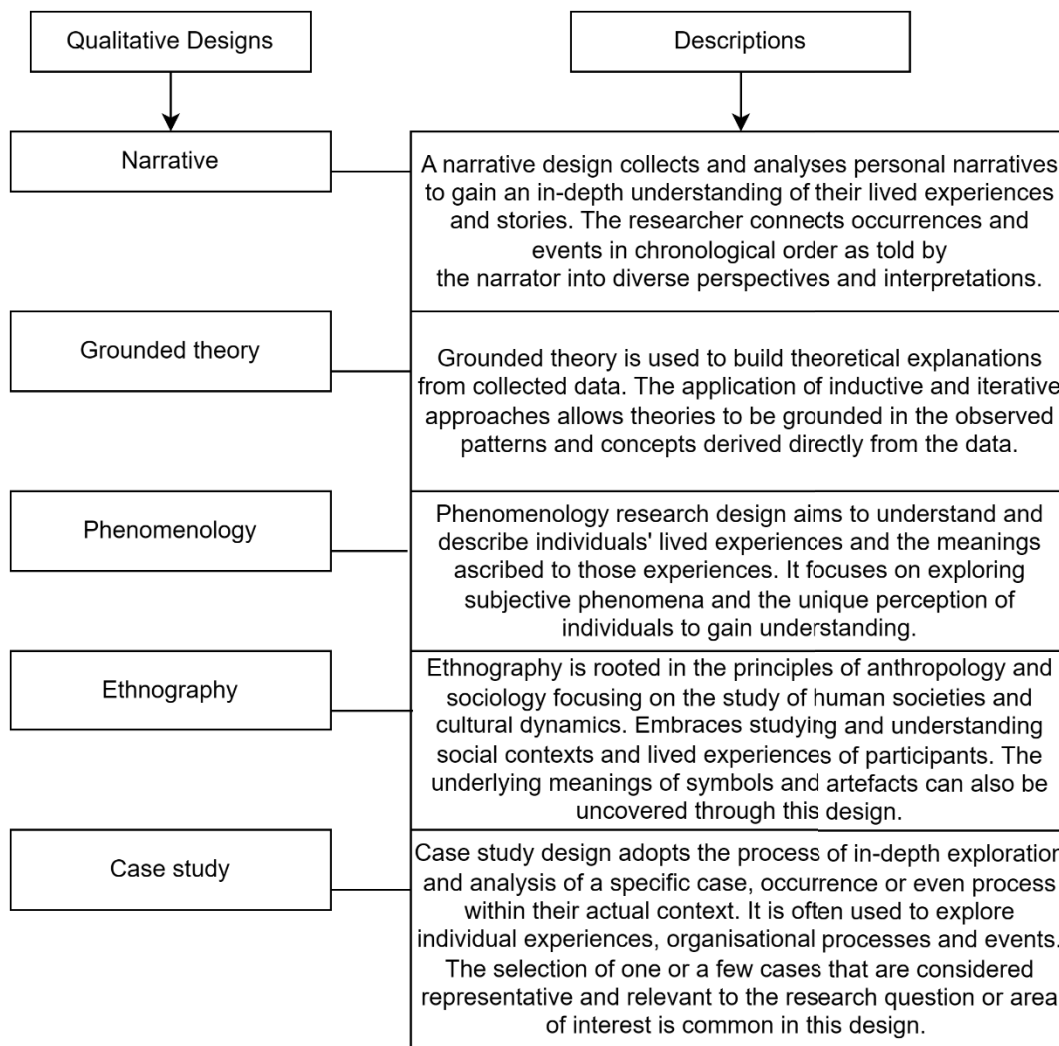 Qualitative Designs
Descriptions
Narrative
A narrative design collects and analyses personal narratives
to gain an in-depth understanding of their lived experiences
and stories. The researcher connects occurrences and
events in chronological order as told by
the narrator into diverse perspectives and interpretations.
Grounded theory
Grounded theory is used to build theoretical explanations
from collected data. The application of inductive and iterative
approaches allows theories to be grounded in the observed
patterns and concepts derived directly from the data.
Phenomenology
Phenomenology research design aims to understand and
describe individuals' lived experiences and the meanings
ascribed to those experiences. It focuses on exploring
subjective phenomena and the unique perception of
individuals to gain understanding.
Ethnography
Ethnography is rooted in the principles of anthropology and
sociology focusing on the study of human societies and
cultural dynamics. Embraces studying and understanding
social contexts and lived experiences of participants. The
underlying meanings of symbols and artefacts can also be
uncovered through this design.
Case study
Case study design adopts the process of in-depth exploration
and analysis of a specific case, occurrence or even process
within their actual context. It is often used to explore
individual experiences, organisational processes and events.
The selection of one or a few cases that are considered
representative and relevant to the research question or area
of interest is common in this design.